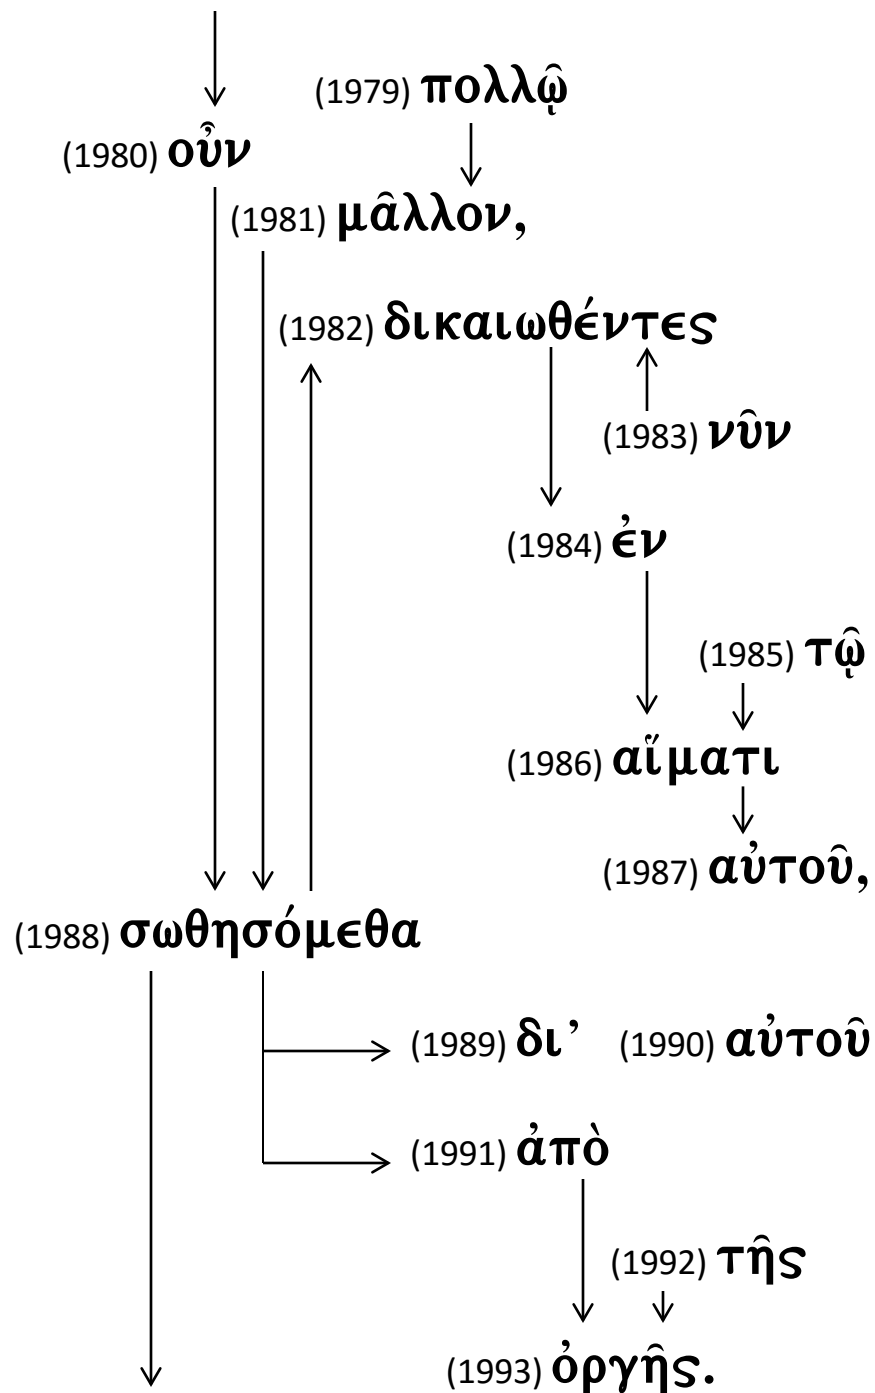 (1979) πολλῷ
(1980) οὖν
(1981) μᾶλλον,
(1982) δικαιωθέντες
(1983) νῦν
(1984) ἐν
(1985) τῷ
(1986) αἵματι
(1987) αὐτοῦ,
(1988) σωθησόμεθα
(1989) δι’ (1990) αὐτοῦ
(1991) ἀπὸ
(1992) τῆς
(1993) ὀργῆς.